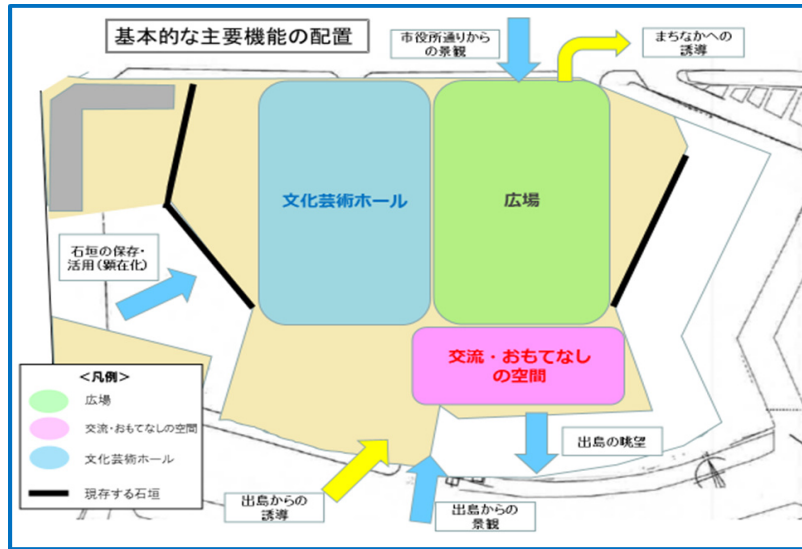 基本的な主要機能の配置
市役所通りから
の景観
まちなかへの
誘導
文化芸術ホール
広場
石垣の保存・
活用(顕在化)
交流・おもてなし
の空間
<凡例>
広場
交流・おもてなしの空間
文化芸術ホール
現存する石垣
出島の眺望
出島からの
誘導
出島からの
景観